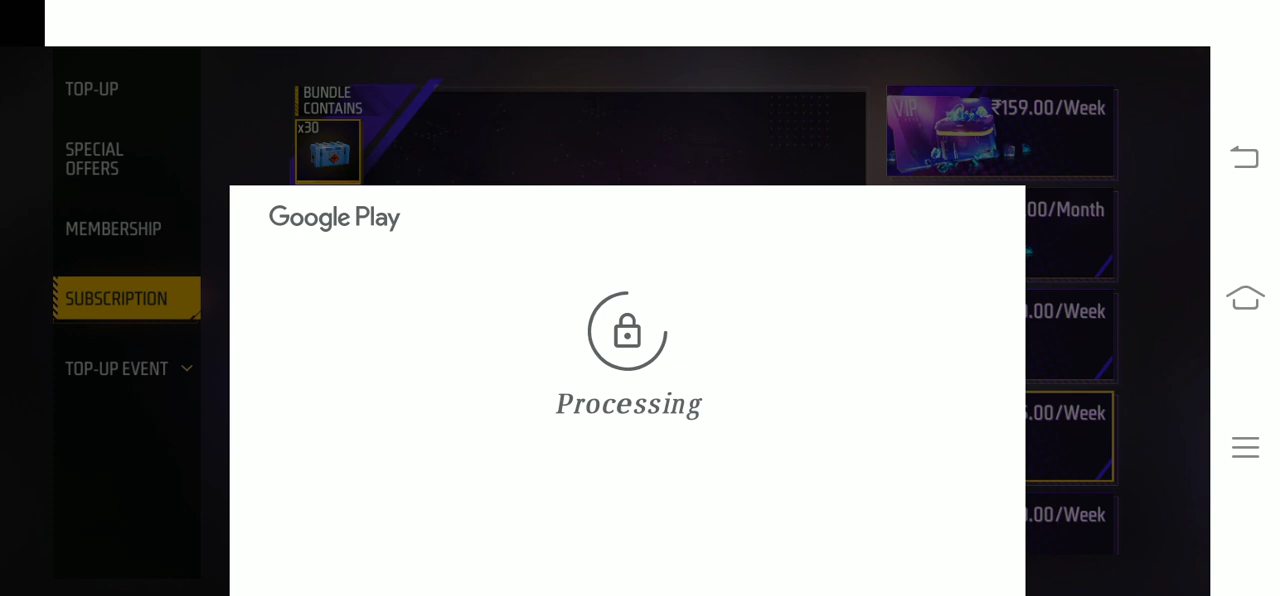 TOP-UP
SPECIAL
OFFERS
MEMBERSHIP
SUBSCRIPTION
TOP-UP EVENT
BUNDLE
CONTAINS
x30
VIP
₹159.00/Week
00/Month
.00/Week
.00/Week
.00/Week
Google Play
Processing